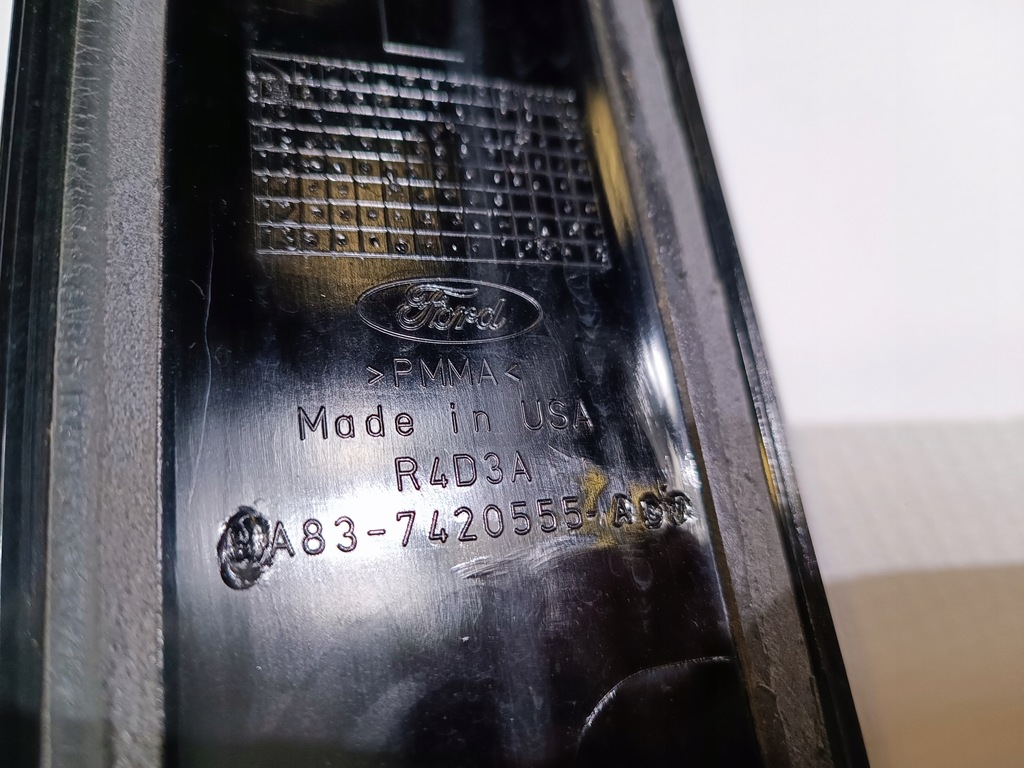 Ford
>PMMA<
Made in USA
R4D3A
A83-7420555-